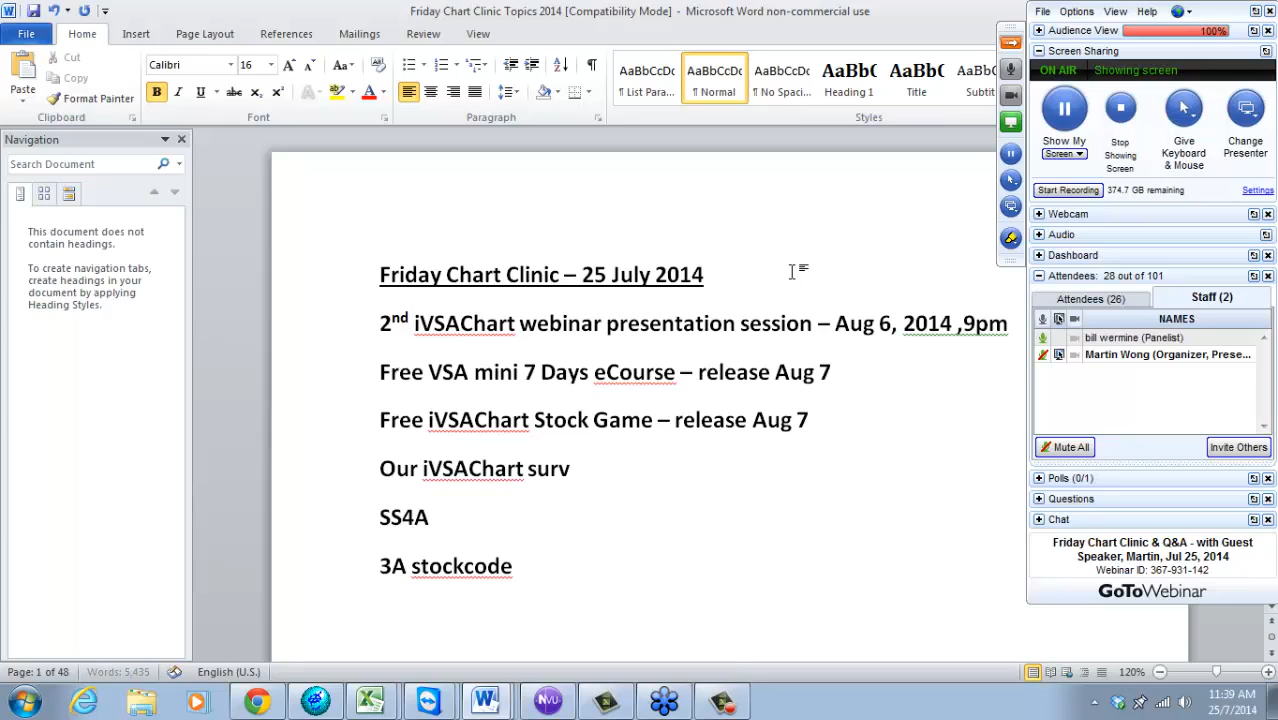 Friday Chart Clinic Topics 2014 [Compatibility Mode] - Microsoft Word non-commercial use
File Home Insert Page Layout References Mailings Review View
Paste
Cut
Copy
Format Painter
Clipboard
Calibri 16
Font
Paragraph
AaBbCcDc AaBbCcDc AaBbCcDc AaBb( AaBb( AaBbCc
¶ List Para... ¶ Normal ¶ No Spaci... Heading 1 Title Subtit
Styles
Navigation
Search Document
This document does not
contain headings.
To create navigation tabs,
create headings in your
document by applying
Heading Styles.
Friday Chart Clinic – 25 July 2014
2nd iVSAChart webinar presentation session – Aug 6, 2014 ,9pm
Free VSA mini 7 Days eCourse – release Aug 7
Free iVSAChart Stock Game – release Aug 7
Our iVSAChart surv
SS4A
3A stockcode
File Options View Help
Audience View 100%
Screen Sharing
ON AIR Showing screen
Show My
Screen
Stop
Showing
Screen
Give
Keyboard
& Mouse
Change
Presenter
Start Recording 374.7 GB remaining Settings
Webcam
Audio
Dashboard
Attendees: 28 out of 101
Attendees (26) Staff (2)
NAMES
bill wermine (Panelist)
Martin Wong (Organizer, Prese...
Mute All Invite Others
Polls (0/1)
Questions
Chat
Friday Chart Clinic & Q&A - with Guest
Speaker, Martin, Jul 25, 2014
Webinar ID: 367-931-142
GoToWebinar
Page: 1 of 48 Words: 5,435 English (U.S.) 120%
11:39 AM
25/7/2014